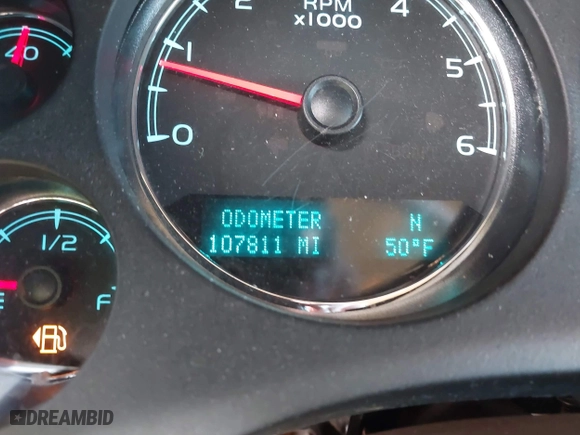 RPM
x1000
40
0
1
2
4
5
6
ODOMETER N
107811 MI 50°F
1/2
E F
DREAMBID